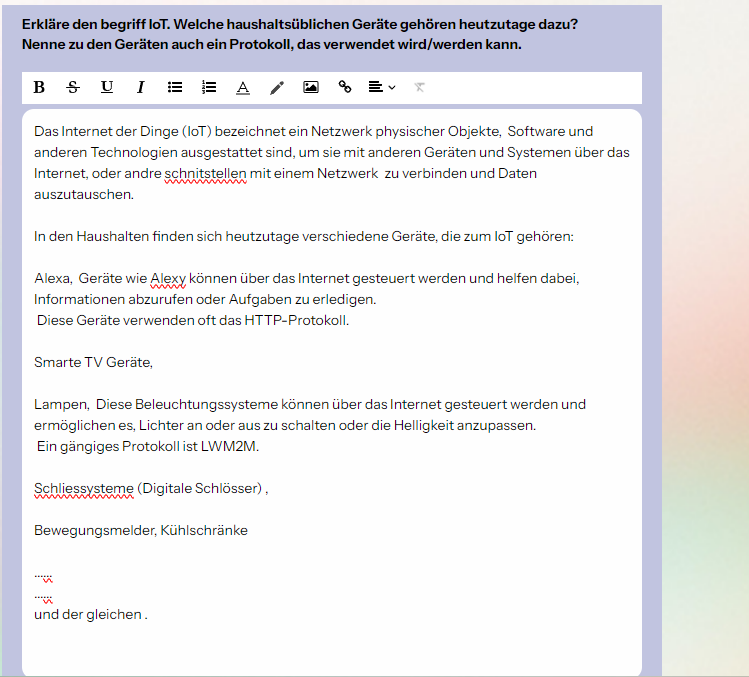 Erkläre den begriff IoT. Welche haushaltsüblichen Geräte gehören heutzutage dazu?
Nenne zu den Geräten auch ein Protokoll, das verwendet wird/werden kann.
B S U I A
Das Internet der Dinge (IoT) bezeichnet ein Netzwerk physischer Objekte, Software und
anderen Technologien ausgestattet sind, um sie mit anderen Geräten und Systemen über das
Internet, oder andre schnitstellen mit einem Netzwerk zu verbinden und Daten
auszutauschen.
In den Haushalten finden sich heutzutage verschiedene Geräte, die zum IoT gehören:
Alexa, Geräte wie Alexy können über das Internet gesteuert werden und helfen dabei,
Informationen abzurufen oder Aufgaben zu erledigen.
Diese Geräte verwenden oft das HTTP-Protokoll.
Smarte TV Geräte,
Lampen, Diese Beleuchtungssysteme können über das Internet gesteuert werden und
ermöglichen es, Lichter an oder aus zu schalten oder die Helligkeit anzupassen.
Ein gängiges Protokoll ist LWM2M.
Schliessysteme (Digitale Schlösser) ,
Bewegungsmelder, Kühlschränke
......
......
und der gleichen .